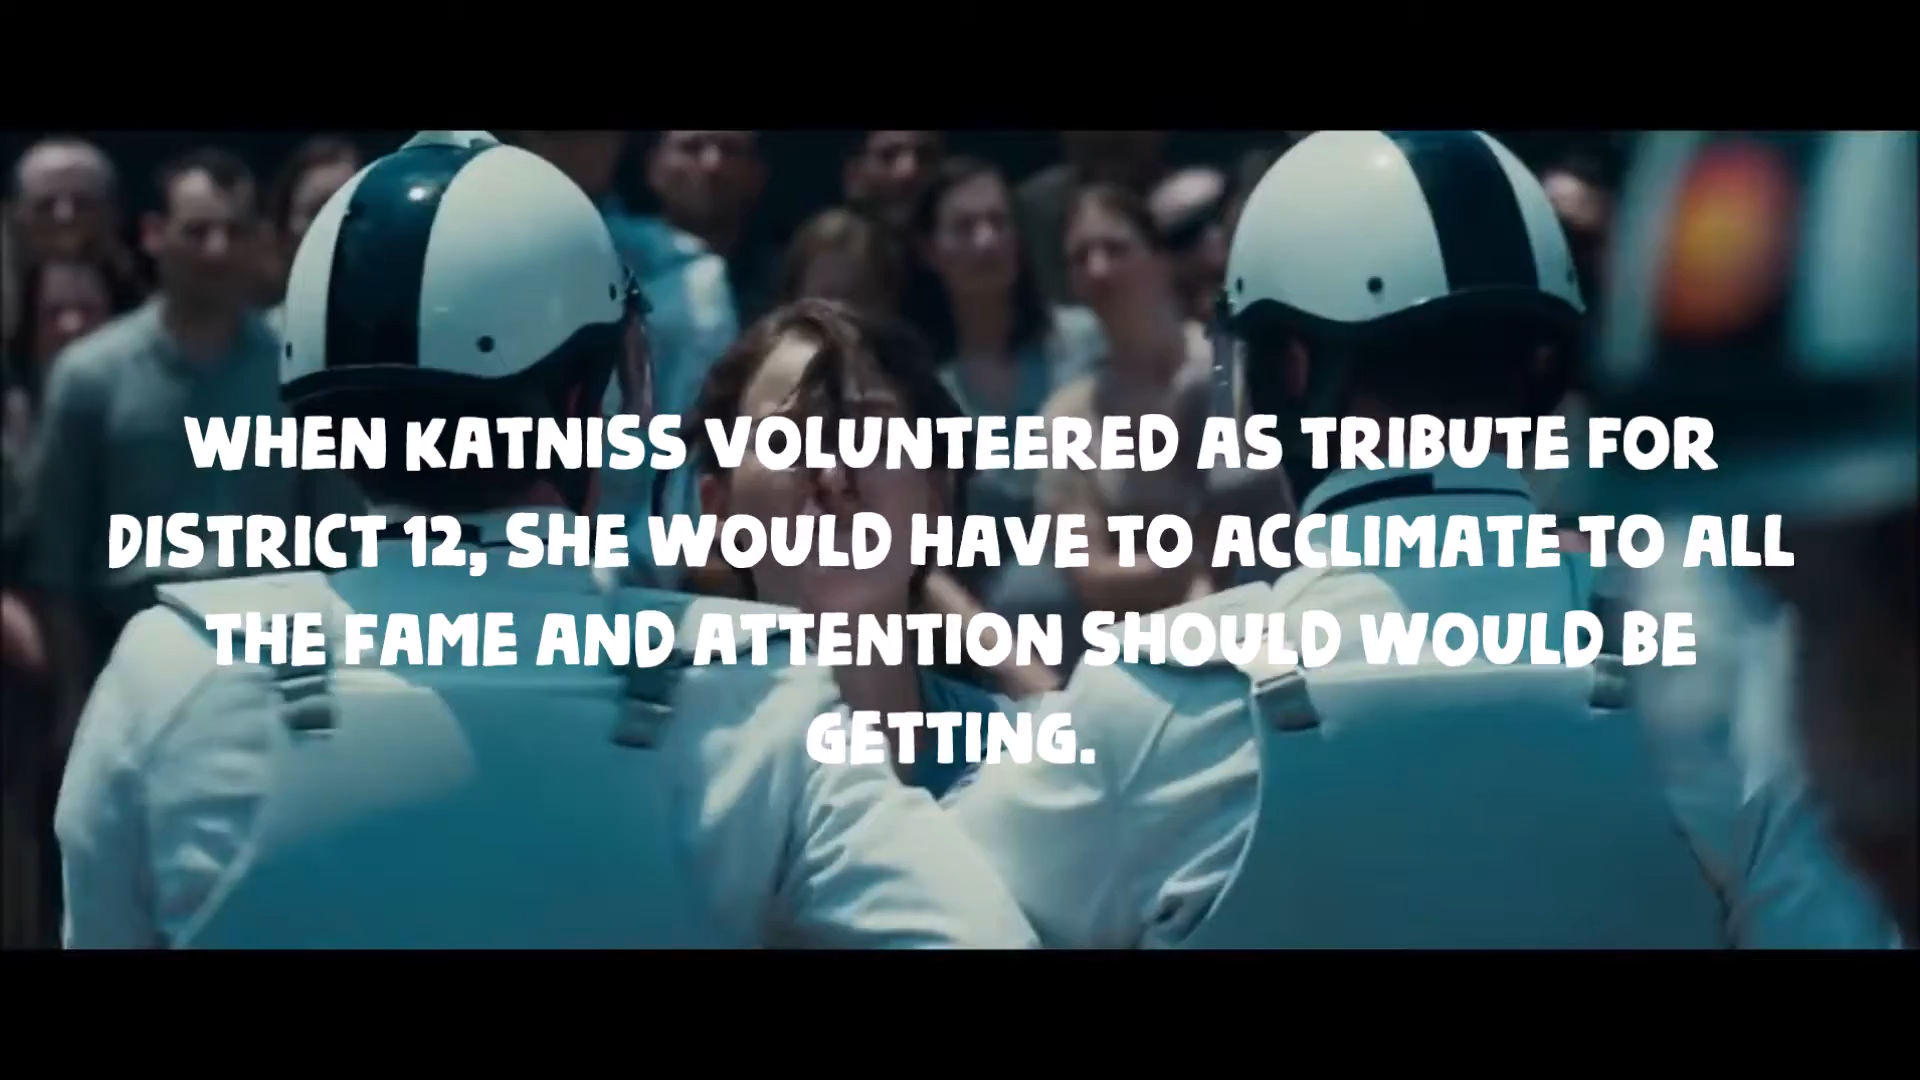 WHEN KATNISS VOLUNTEERED AS TRIBUTE FOR
DISTRICT 12, SHE WOULD HAVE TO ACCLIMATE TO ALL
THE FAME AND ATTENTION SHOULD WOULD BE
GETTING.